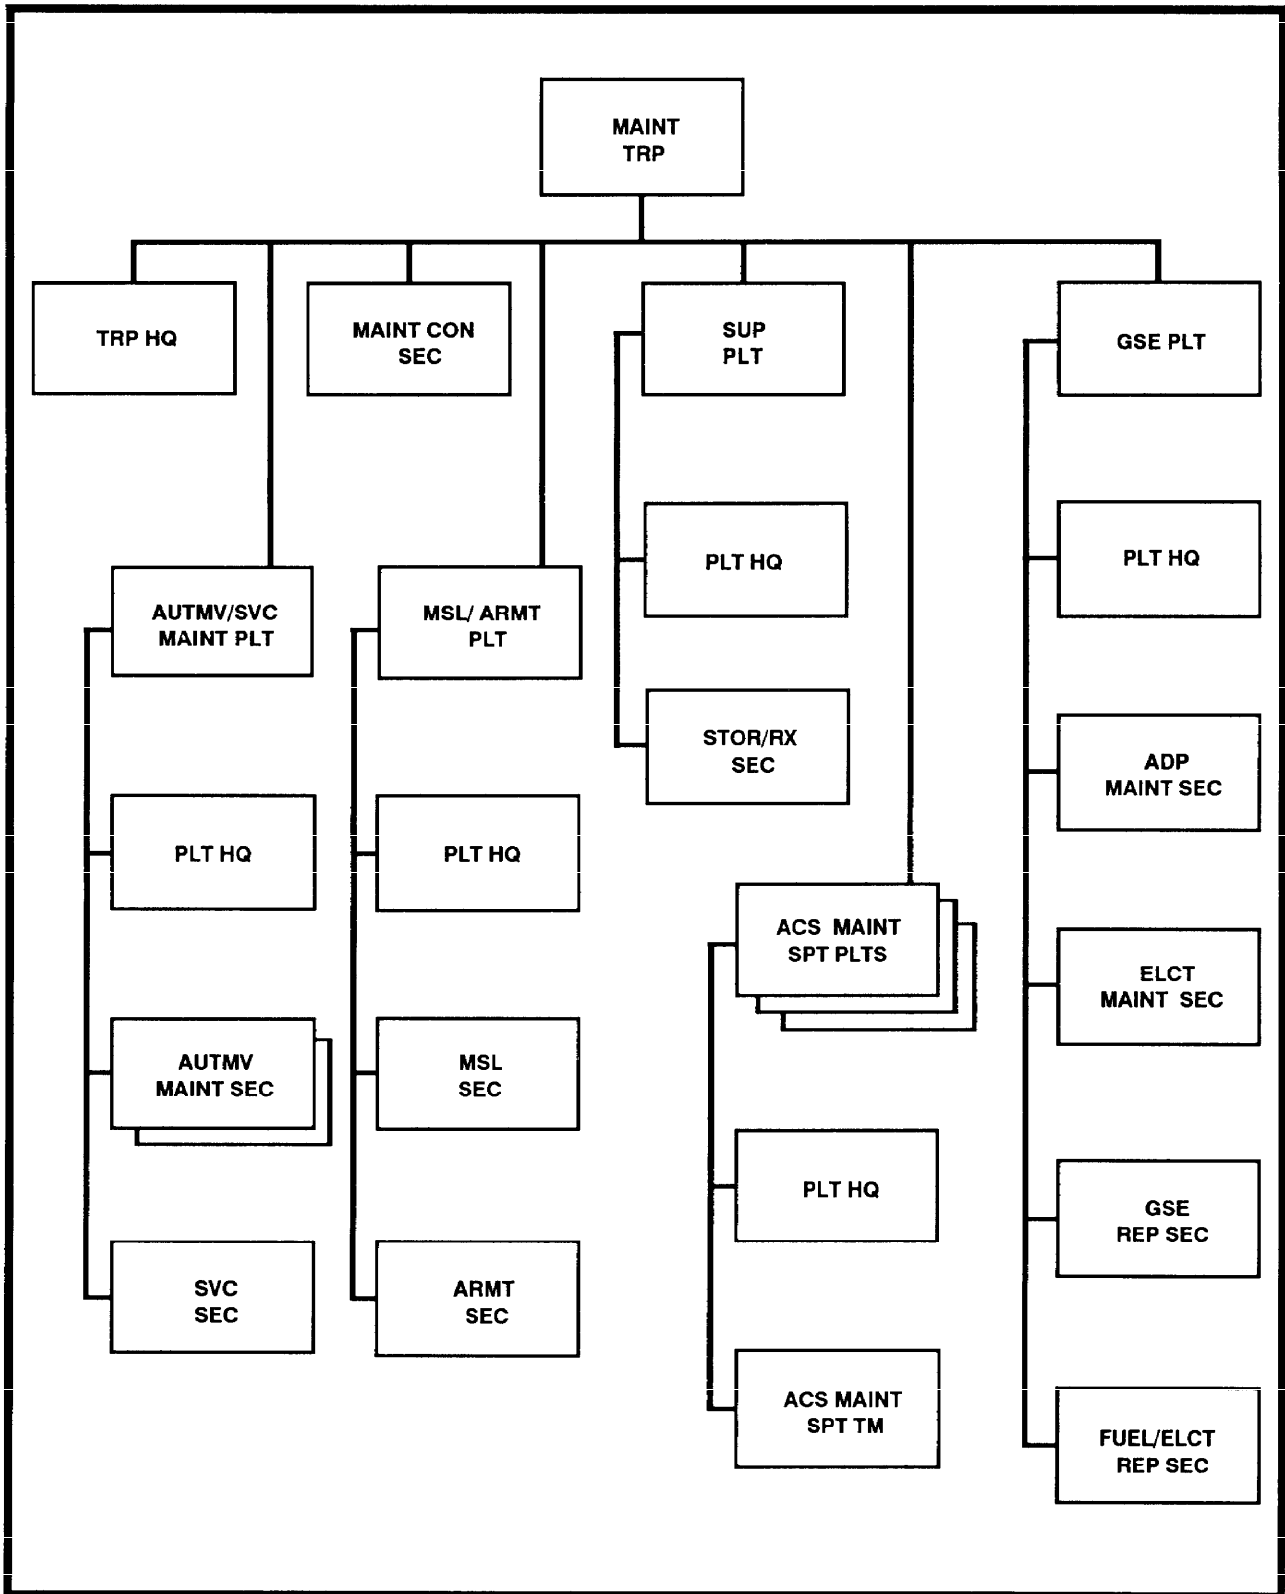 MAINT
TRP
TRP HQ
MAINT CON
SEC
SUP
PLT
GSE PLT
PLT HQ
PLT HQ
AUTMV/SVC
MAINT PLT
MSL/ ARMT
PLT
STOR/RX
SEC
ADP
MAINT SEC
PLT HQ
PLT HQ
ACS MAINT
SPT PLTS
ELCT
MAINT SEC
AUTMV
MAINT SEC
MSL
SEC
PLT HQ
GSE
REP SEC
SVC
SEC
ARMT
SEC
ACS MAINT
SPT TM
FUEL/ELCT
REP SEC